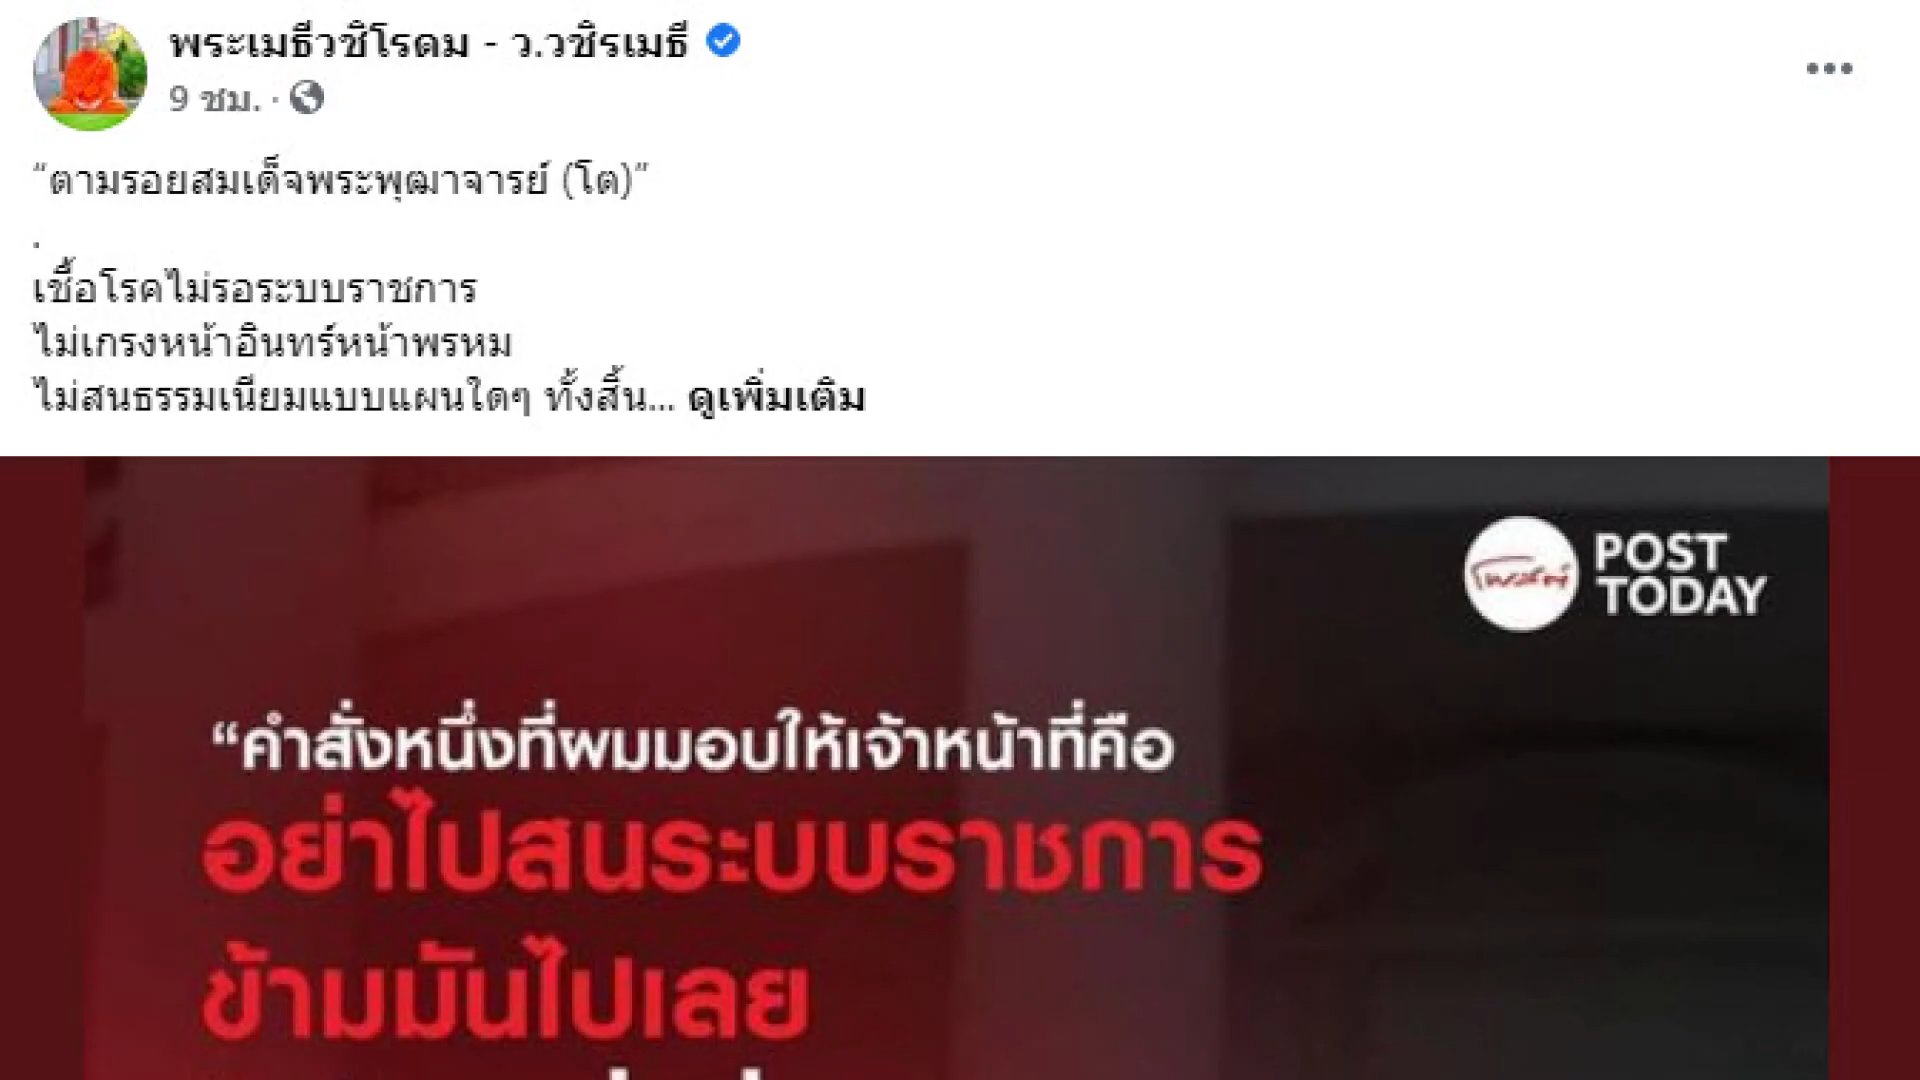 พระเมธีวชิโรดม - ว.วชิรเมธี
9 ชม. ·
“ตามรอยสมเด็จพระพุฒาจารย์ (โต)”
.
เชื้อโรคไม่รอระบบราชการ
ไม่เกรงหน้าอินทร์หน้าพรหม
ไม่สนธรรมเนียมแบบแผนใดๆ ทั้งสิ้น... ดูเพิ่มเติม
โพสต์ POST
TODAY
“คำสั่งหนึ่งที่ผมมอบให้เจ้าหน้าที่คือ
อย่าไปสนระบบราชการ
ข้ามมันไปเลย